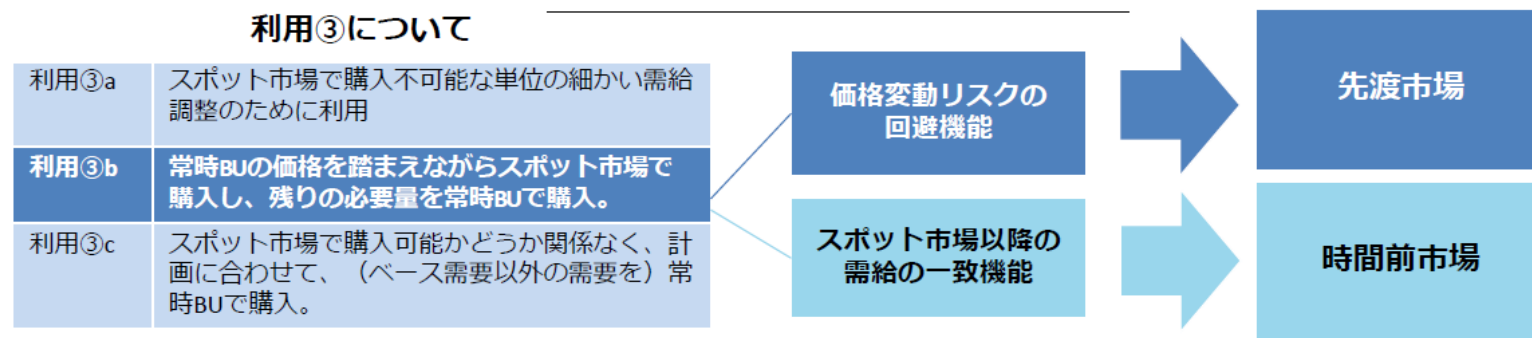 利用③について
利用③a
スポット市場で購入不可能な単位の細かい需給
調整のために利用
利用③b
常時BUの価格を踏まえながらスポット市場で
購入し、残りの必要量を常時BUで購入。
利用③c
スポット市場で購入可能かどうか関係なく、計
画に合わせて、（ベース需要以外の需要を）常
時BUで購入。
価格変動リスクの
回避機能
スポット市場以降の
需給の一致機能
先渡市場
時間前市場